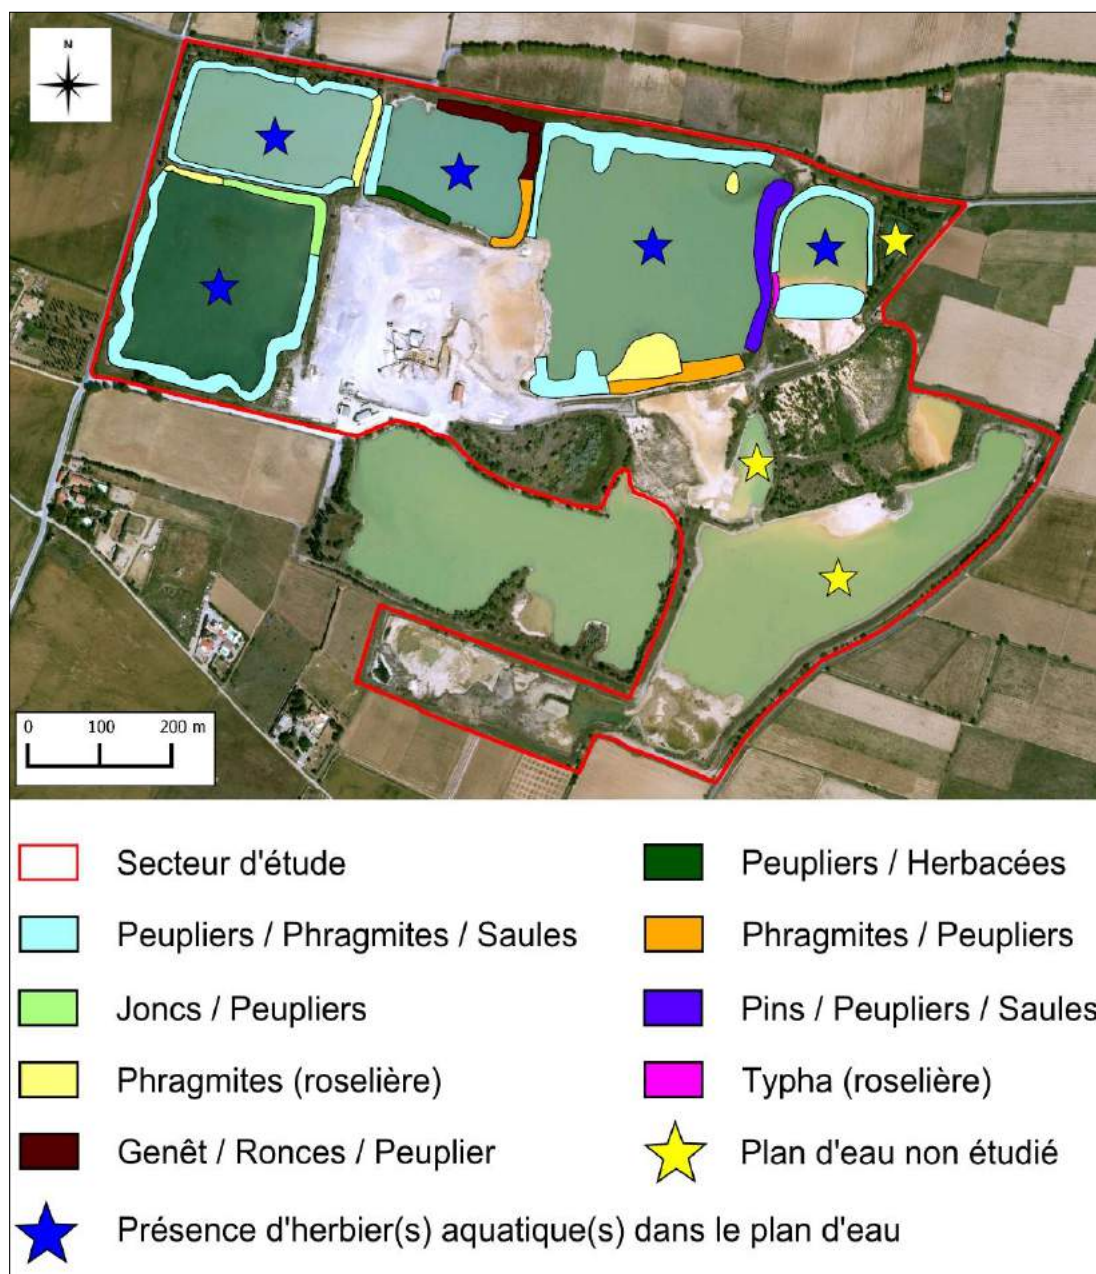 N
0 100 200 m
Secteur d'étude
Peupliers / Herbacées
Peupliers / Phragmites / Saules
Phragmites / Peupliers
Joncs / Peupliers
Pins / Peupliers / Saules
Phragmites (roselière)
Typha (roselière)
Genêt / Ronces / Peuplier
Plan d'eau non étudié
Présence d'herbier(s) aquatique(s) dans le plan d'eau